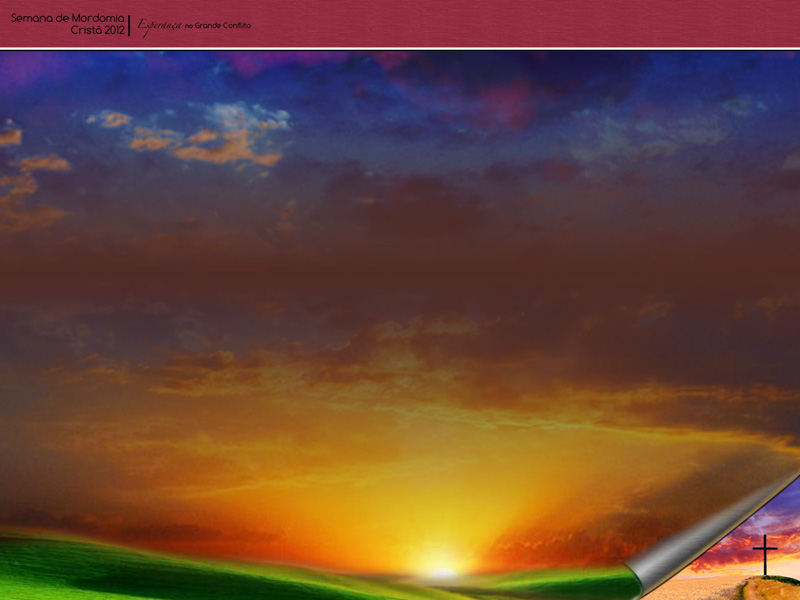 Semana de Mordomia
Cristã 2012
Esperança no Grande Conflito